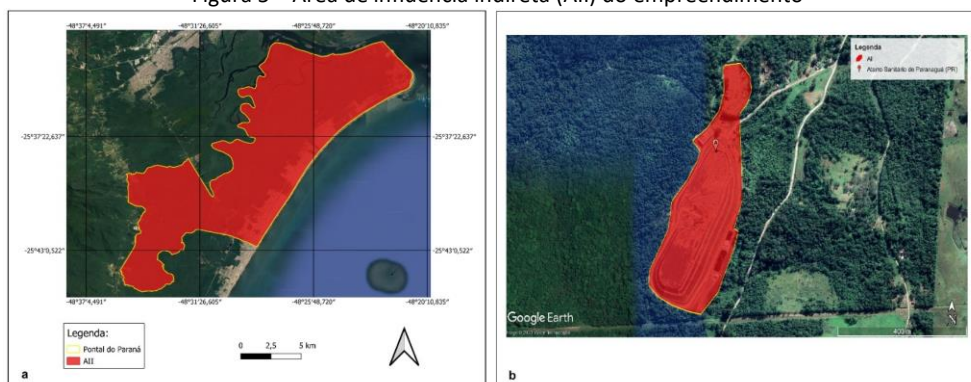 Figura 3 – Área de Influência Indireta (AII) do empreendimento
-48°37'4,491" -48°31'26,605" -48°25'48,720" -48°20'10,835"
-25°37'22,637" -25°37'22,637"
-25°43'0,522" -25°43'0,522"
-48°37'4,491" -48°31'26,605" -48°25'48,720" -48°20'10,835"
Legenda:
Pontal do Paraná
AII
0 2,5 5 km
a
Legenda
AI
Aterro Sanitário de Paranaguá (PR)
Google Earth
400 m
N
b